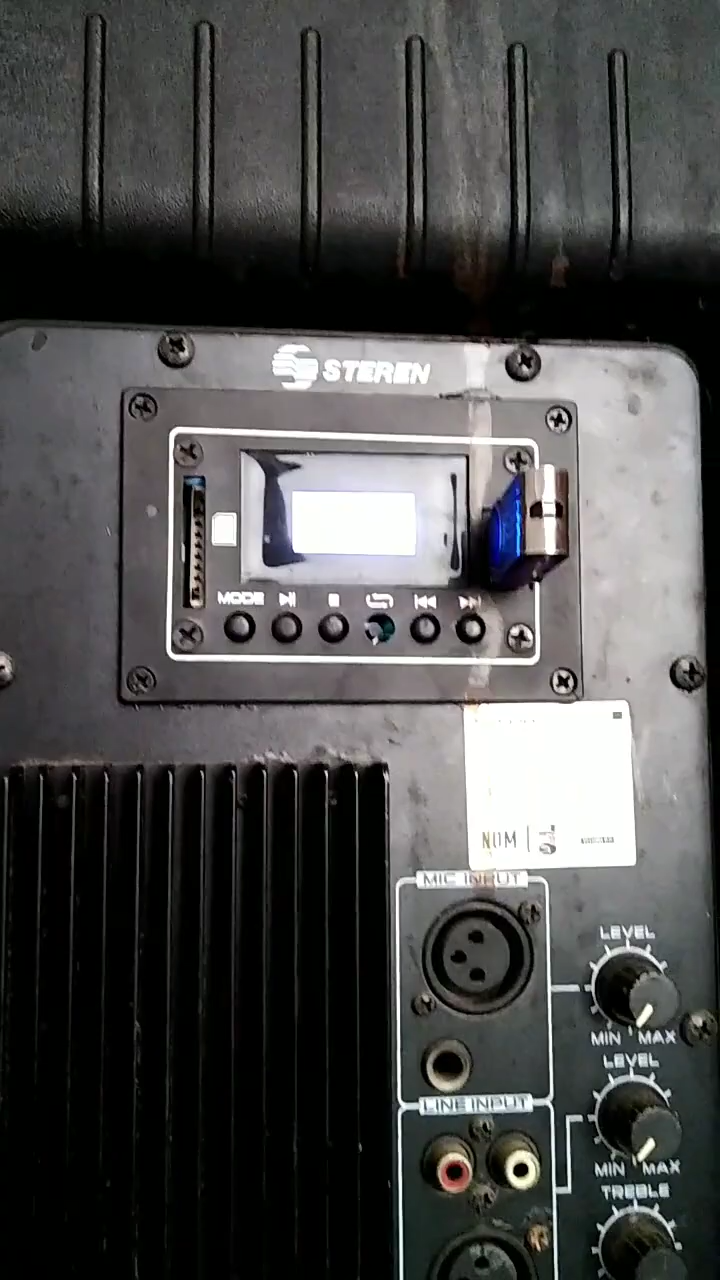 STEREN
MODE
NOM
MIC INPUT
LEVEL
MIN MAX
LEVEL
LINE INPUT
MIN MAX
TREBLE